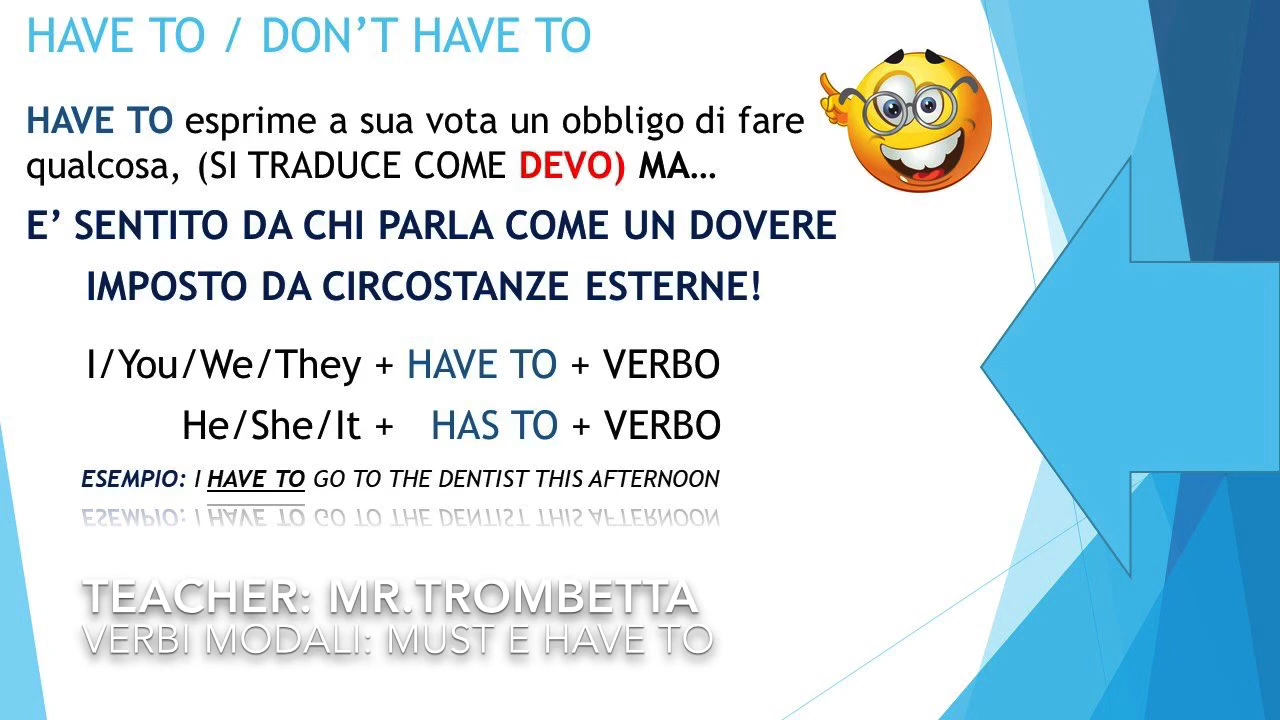 HAVE TO / DON’T HAVE TO
HAVE TO esprime a sua vota un obbligo di fare
qualcosa, (SI TRADUCE COME DEVO) MA…
E’ SENTITO DA CHI PARLA COME UN DOVERE
IMPOSTO DA CIRCOSTANZE ESTERNE!
I/You/We/They + HAVE TO + VERBO
He/She/It + HAS TO + VERBO
ESEMPIO: I HAVE TO GO TO THE DENTIST THIS AFTERNOON
TEACHER: MR.TROMBETTA
VERBI MODALI: MUST E HAVE TO